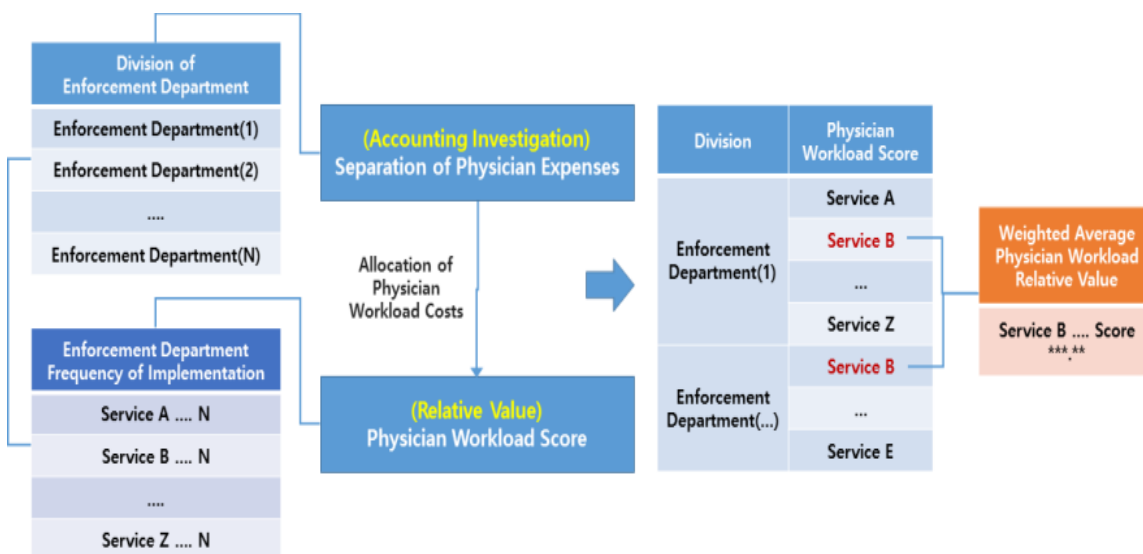 Division of
Enforcement Department
Enforcement Department(1)
Enforcement Department(2)
....
Enforcement Department(N)
Enforcement Department
Frequency of Implementation
Service A .... N
Service B .... N
....
Service Z .... N
(Accounting Investigation)
Separation of Physician Expenses
Allocation of
Physician
Workload Costs
(Relative Value)
Physician Workload Score
Division
Physician
Workload Score
Enforcement
Department(1)
Service A
Service B
...
Service Z
Enforcement
Department(...)
Service B
...
Service E
Weighted Average
Physician Workload
Relative Value
Service B .... Score
***.**